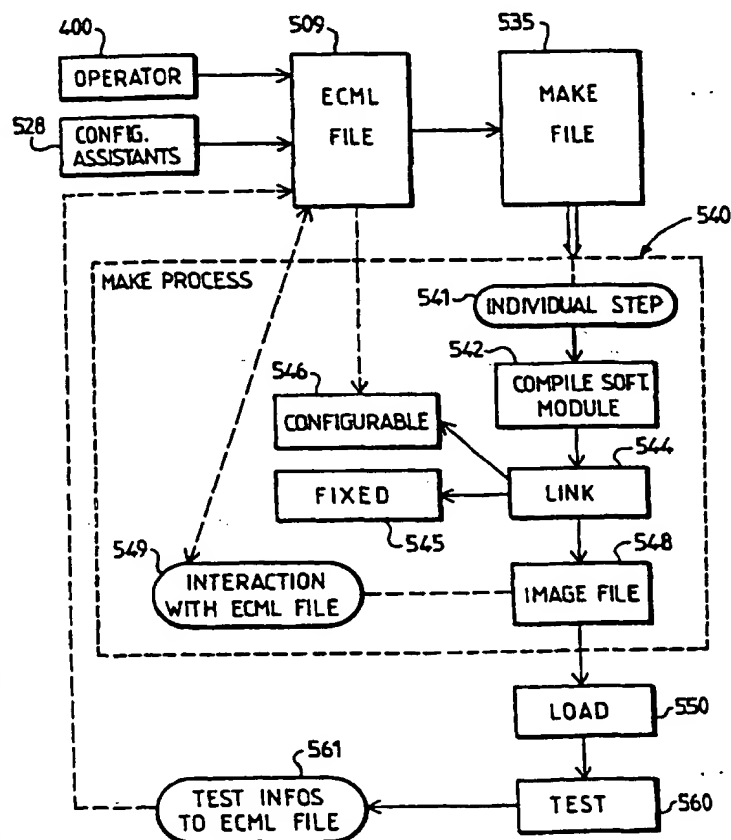 400
509
535
OPERATOR
ECML
FILE
MAKE
FILE
528
CONFIG.
ASSISTANTS
540
MAKE PROCESS
541
INDIVIDUAL STEP
542
COMPILE SOFT.
MODULE
546
CONFIGURABLE
544
LINK
FIXED
545
548
549
INTERACTION
WITH ECML FILE
IMAGE FILE
LOAD
550
561
TEST INFOS
TO ECML FILE
TEST
560